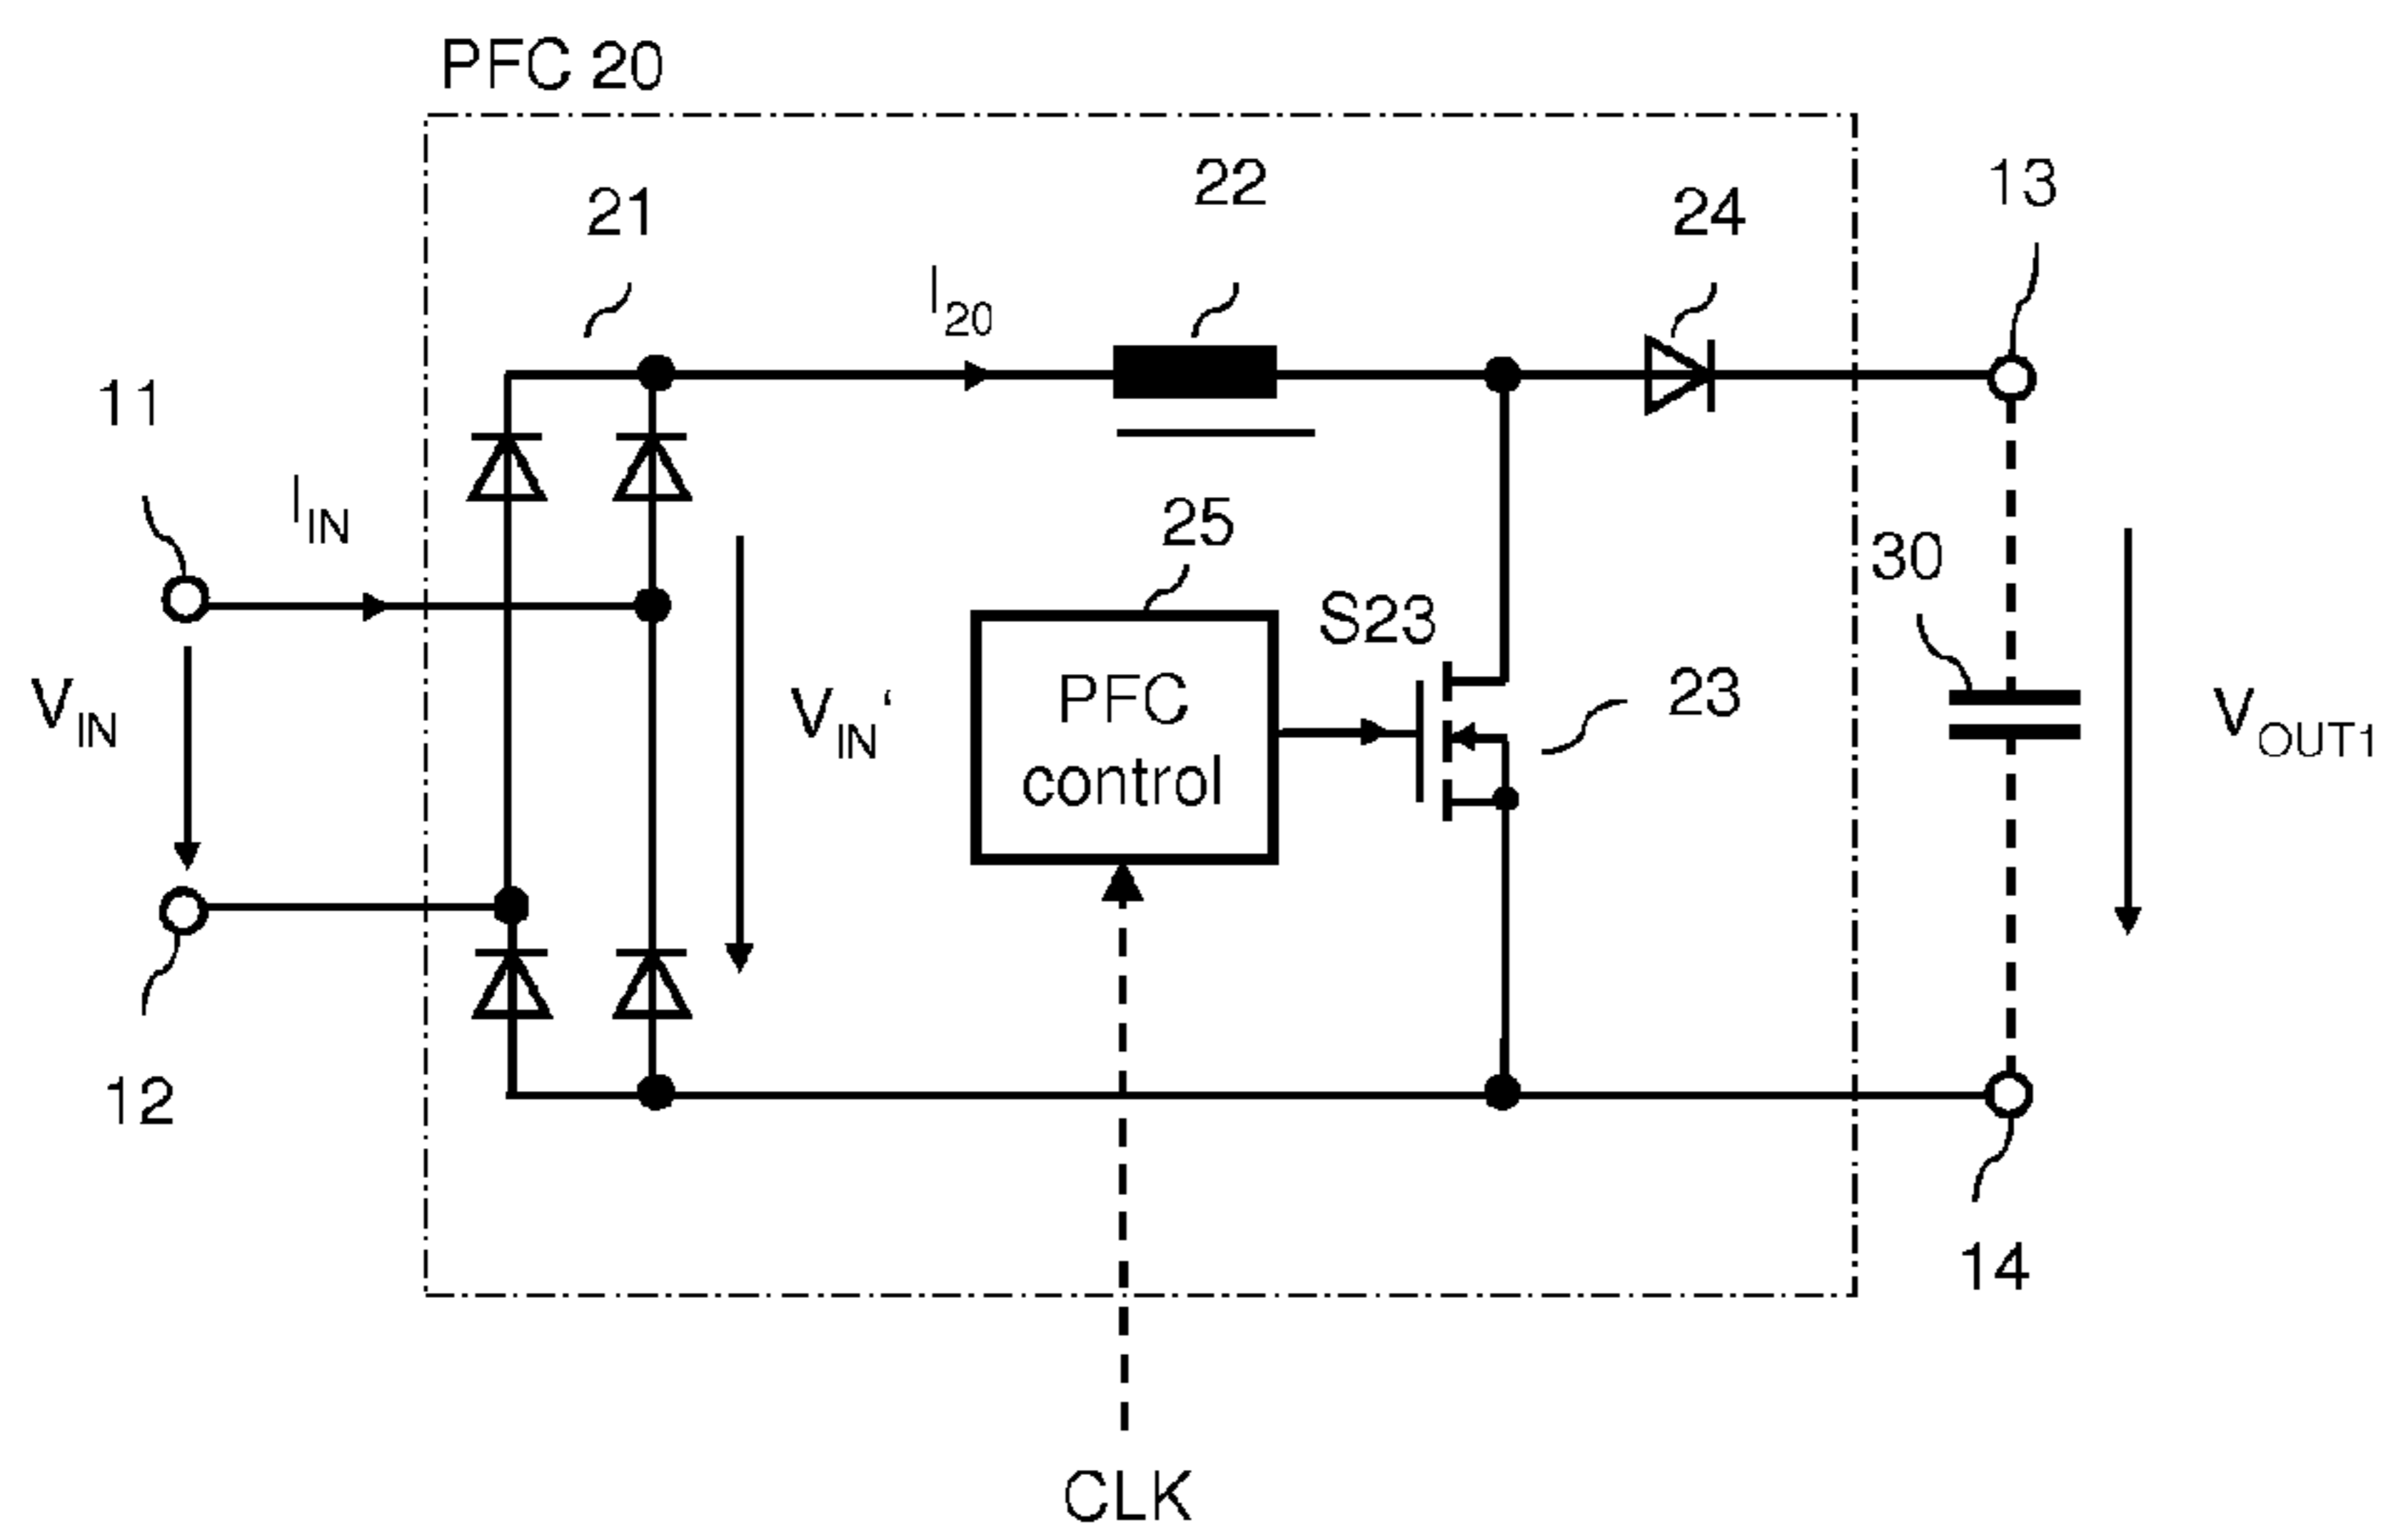 PFC 20
21
22
24
13
I20
11
IIN
25
30
S23
VIN
VIN‘
PFC
control
23
VOUT1
12
14
CLK